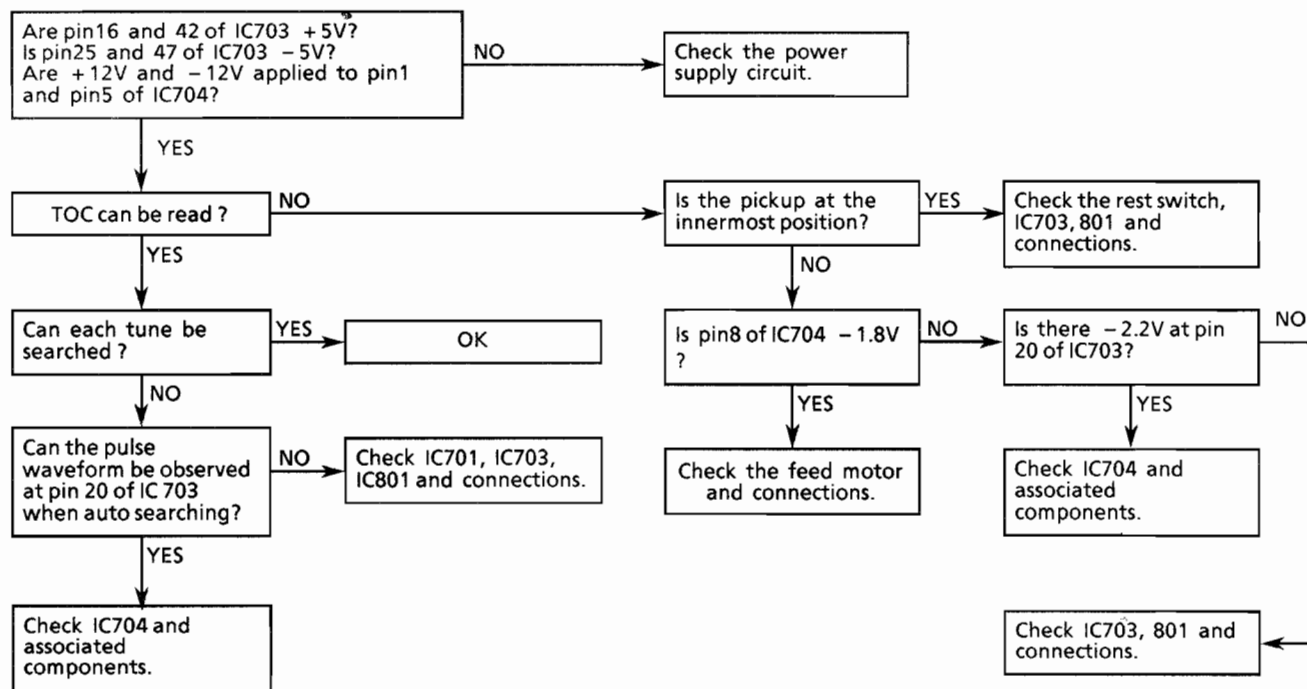 Are pin16 and 42 of IC703 +5V?
Is pin25 and 47 of IC703 −5V?
Are +12V and −12V applied to pin1
and pin5 of IC704?
NO
Check the power
supply circuit.
YES
TOC can be read ?
NO
Is the pickup at the
innermost position?
YES
Check the rest switch,
IC703, 801 and
connections.
YES
NO
Can each tune be
searched ?
YES
OK
Is pin8 of IC704 −1.8V
?
NO
Is there −2.2V at pin
20 of IC703?
NO
NO
YES
YES
Can the pulse
waveform be observed
at pin 20 of IC 703
when auto searching?
NO
Check IC701, IC703,
IC801 and connections.
Check the feed motor
and connections.
Check IC704 and
associated
components.
YES
Check IC704 and
associated
components.
Check IC703, 801 and
connections.